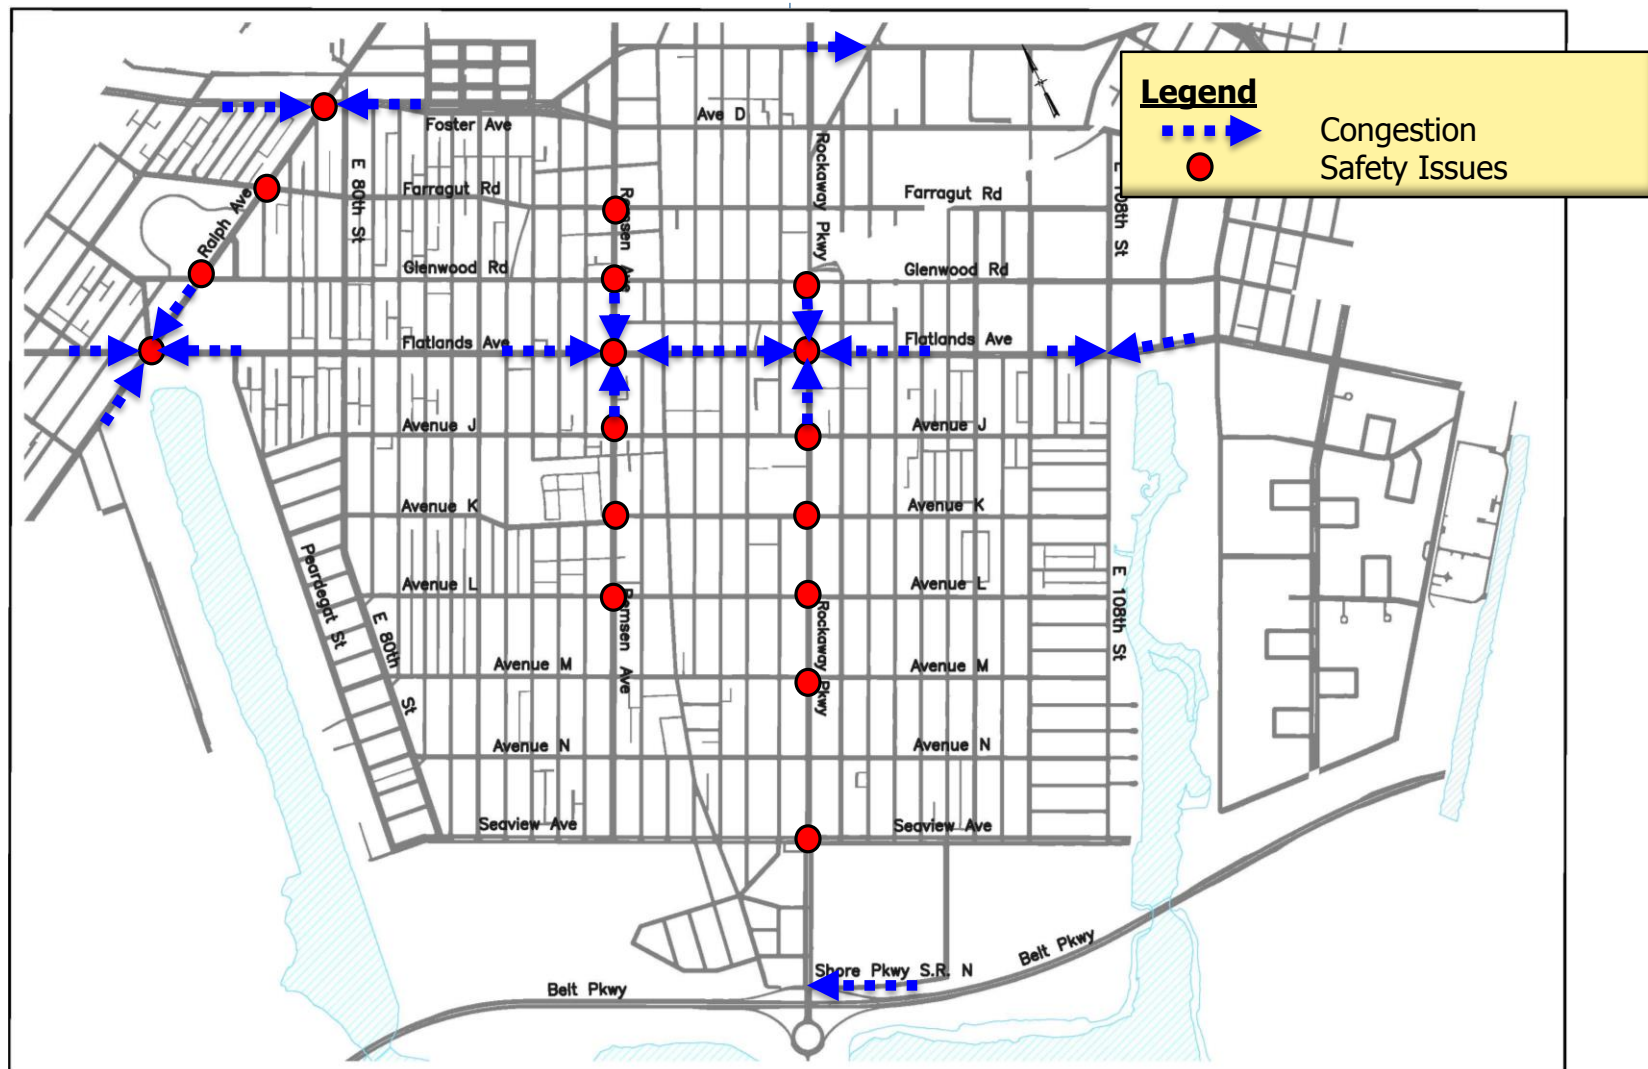 Legend
Congestion
Safety Issues
Foster Ave
Ave D
E 80th St
Rockaway Pkwy
E 108th St
Farragut Rd
Farragut Rd
Ralph Ave
Remsen Ave
Glenwood Rd
Glenwood Rd
Flatlands Ave
Flatlands Ave
Avenue J
Avenue J
Avenue K
Avenue K
Peardegat St
Avenue L
Avenue L
E 108th St
E 80th St
Remsen Ave
Rockaway Pkwy
Avenue M
Avenue M
Avenue N
Avenue N
Seaview Ave
Seaview Ave
Belt Pkwy
Shore Pkwy S.R. N
Belt Pkwy